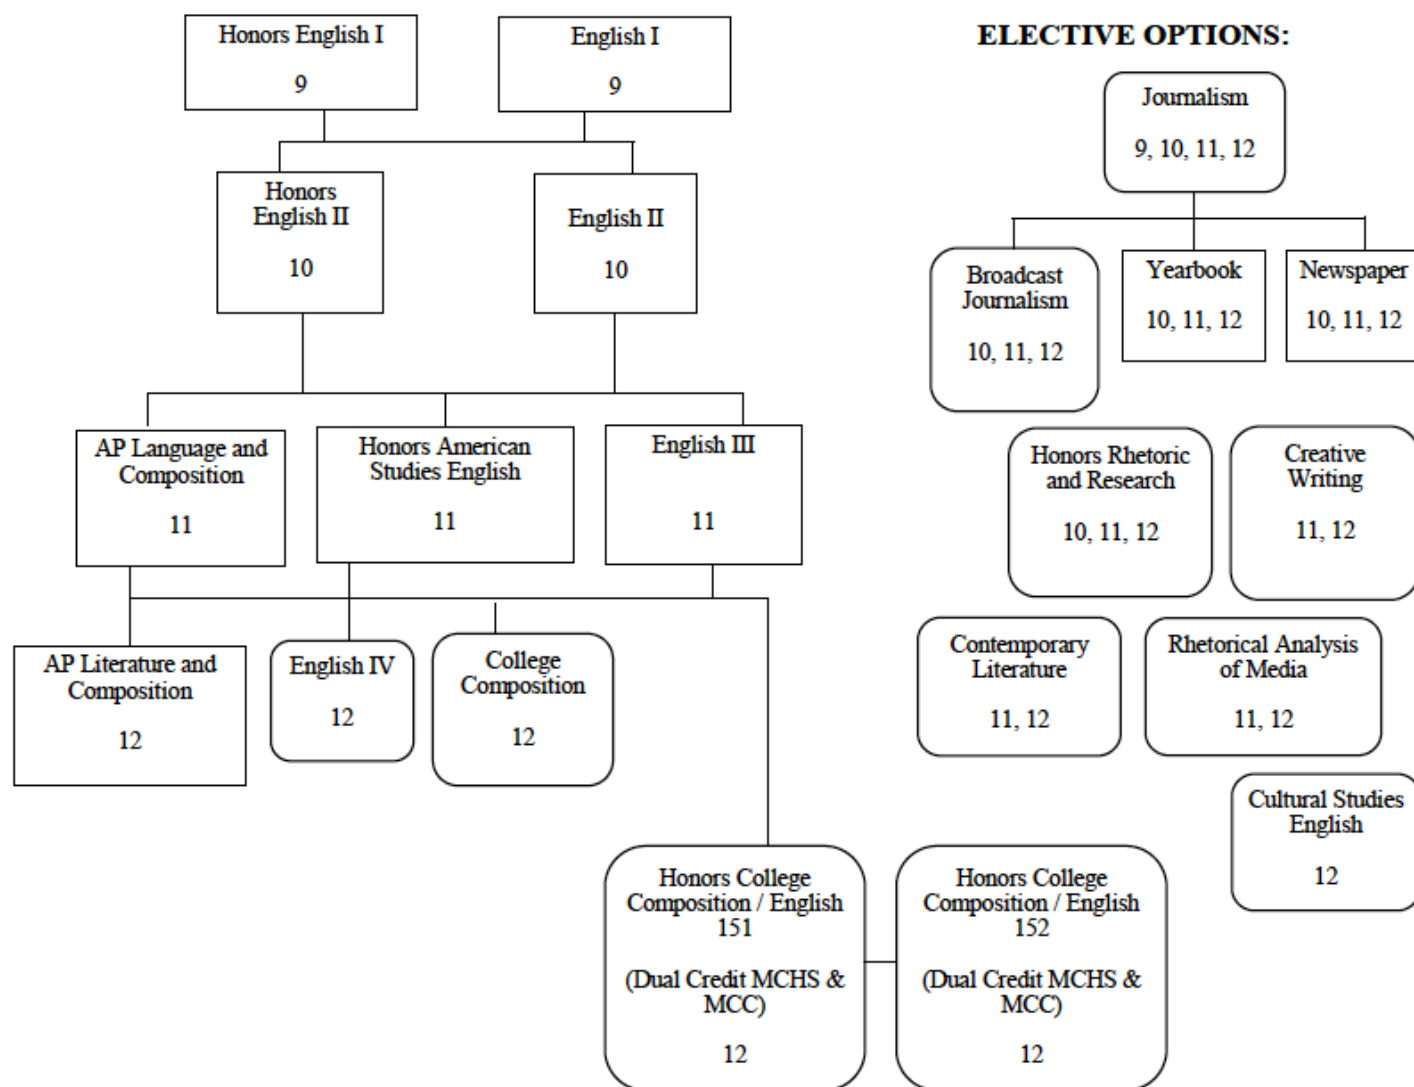 Honors English I
9
English I
9
Honors
English II
10
English II
10
AP Language and
Composition
11
Honors American
Studies English
11
English III
11
AP Literature and
Composition
12
English IV
12
College
Composition
12
Honors College
Composition / English
151
(Dual Credit MCHS &
MCC)
12
Honors College
Composition / English
152
(Dual Credit MCHS &
MCC)
12
ELECTIVE OPTIONS:
Journalism
9, 10, 11, 12
Broadcast
Journalism
10, 11, 12
Yearbook
10, 11, 12
Newspaper
10, 11, 12
Honors Rhetoric
and Research
10, 11, 12
Creative
Writing
11, 12
Contemporary
Literature
11, 12
Rhetorical Analysis
of Media
11, 12
Cultural Studies
English
12